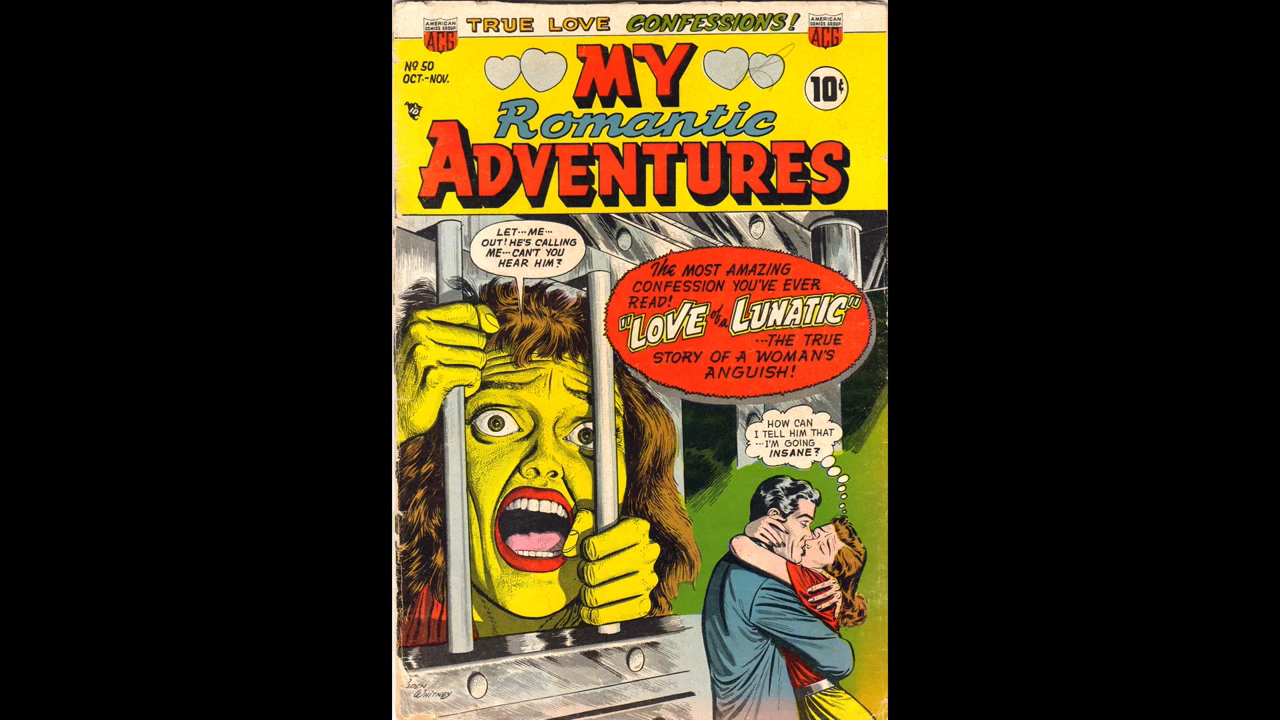 AMERICAN
COMICS GROUP
ACG
TRUE LOVE CONFESSIONS!
AMERICAN
COMICS GROUP
ACG
No 50
OCT.-NOV.
10¢
MY
Romantic
ADVENTURES
LET---ME---
OUT! HE'S CALLING
ME---CAN'T YOU
HEAR HIM?
The MOST AMAZING
CONFESSION YOU'VE EVER
READ!
"LOVE of a LUNATIC"
---THE TRUE
STORY OF A WOMAN'S
ANGUISH!
HOW CAN
I TELL HIM THAT
---I'M GOING
INSANE?
OGDEN
WHITNEY